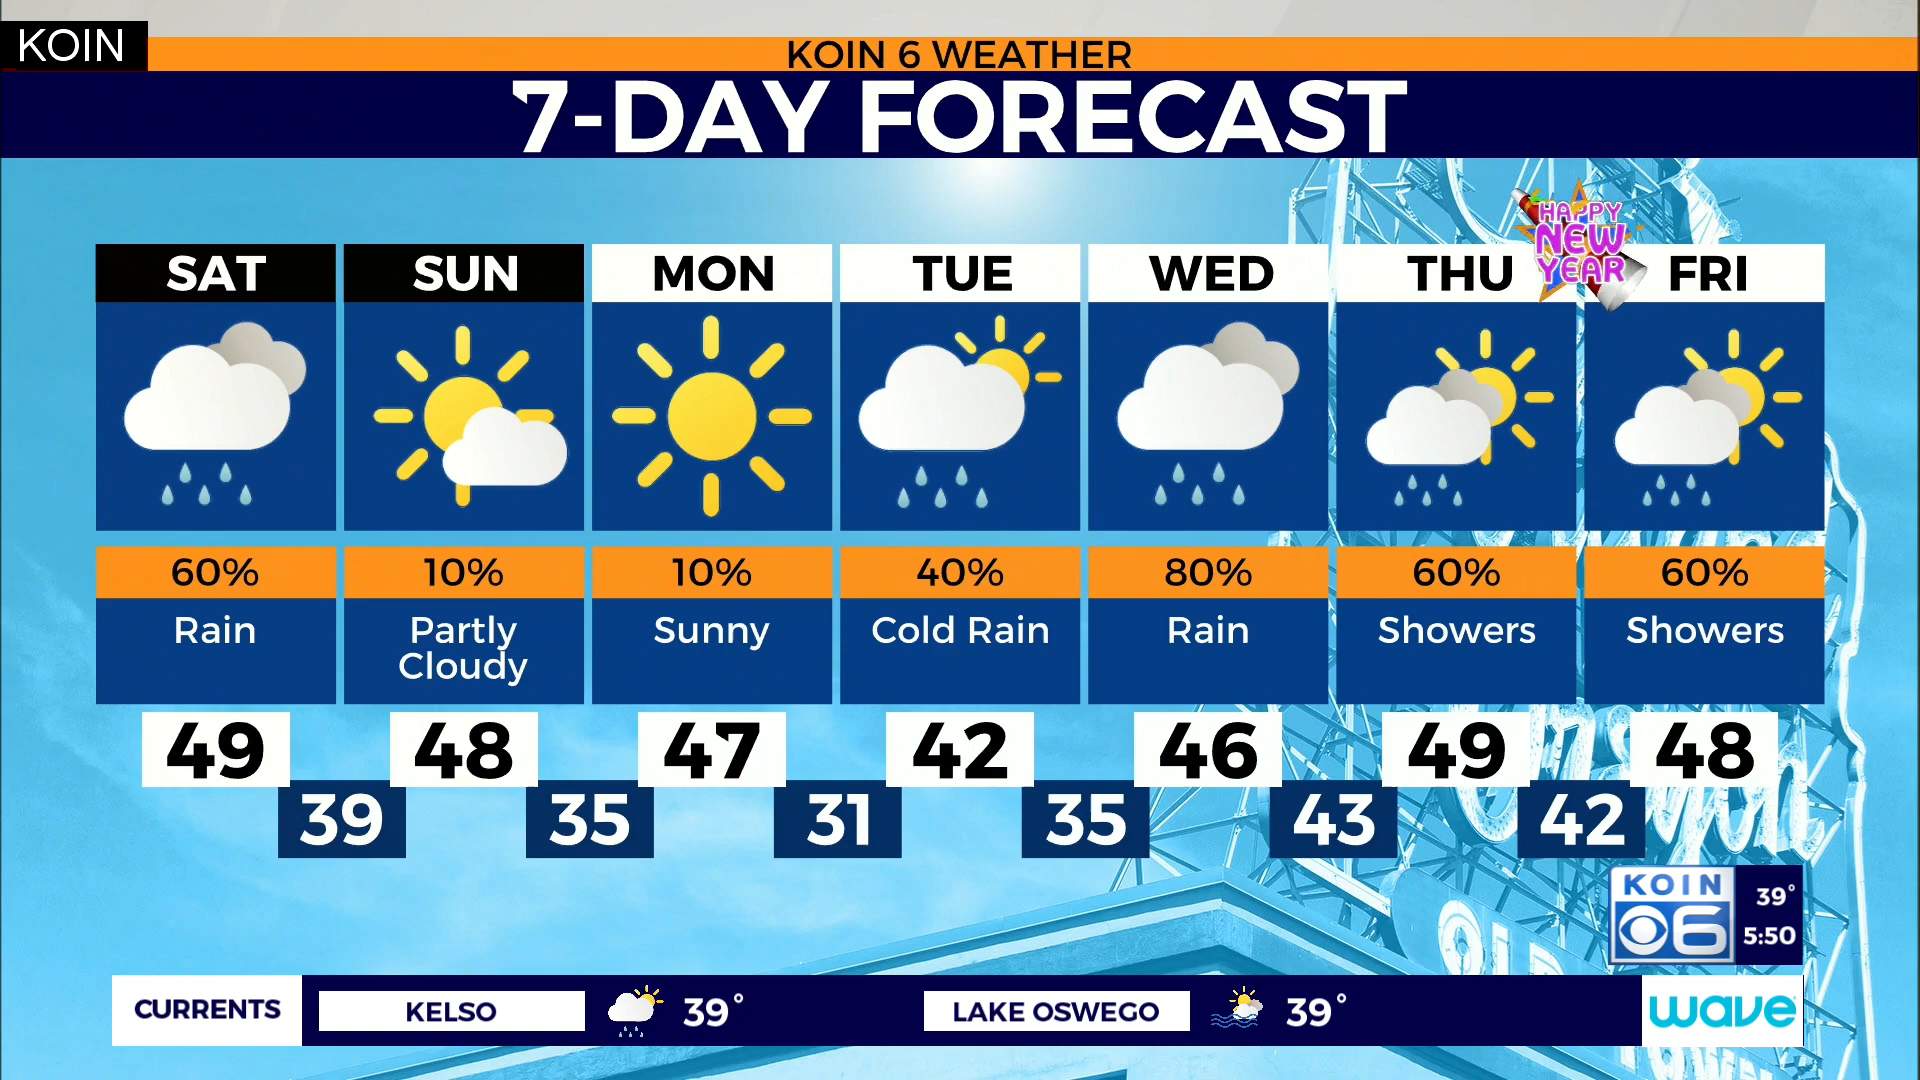 KOIN
KOIN 6 WEATHER
7-DAY FORECAST
HAPPY
NEW
YEAR
SAT SUN MON TUE WED THU FRI
60% 10% 10% 40% 80% 60% 60%
Rain Partly Cloudy Sunny Cold Rain Rain Showers Showers
49 48 47 42 46 49 48
39 35 31 35 43 42
KOIN
6
39°
5:50
OLD
CURRENTS KELSO 39° LAKE OSWEGO 39°
wave